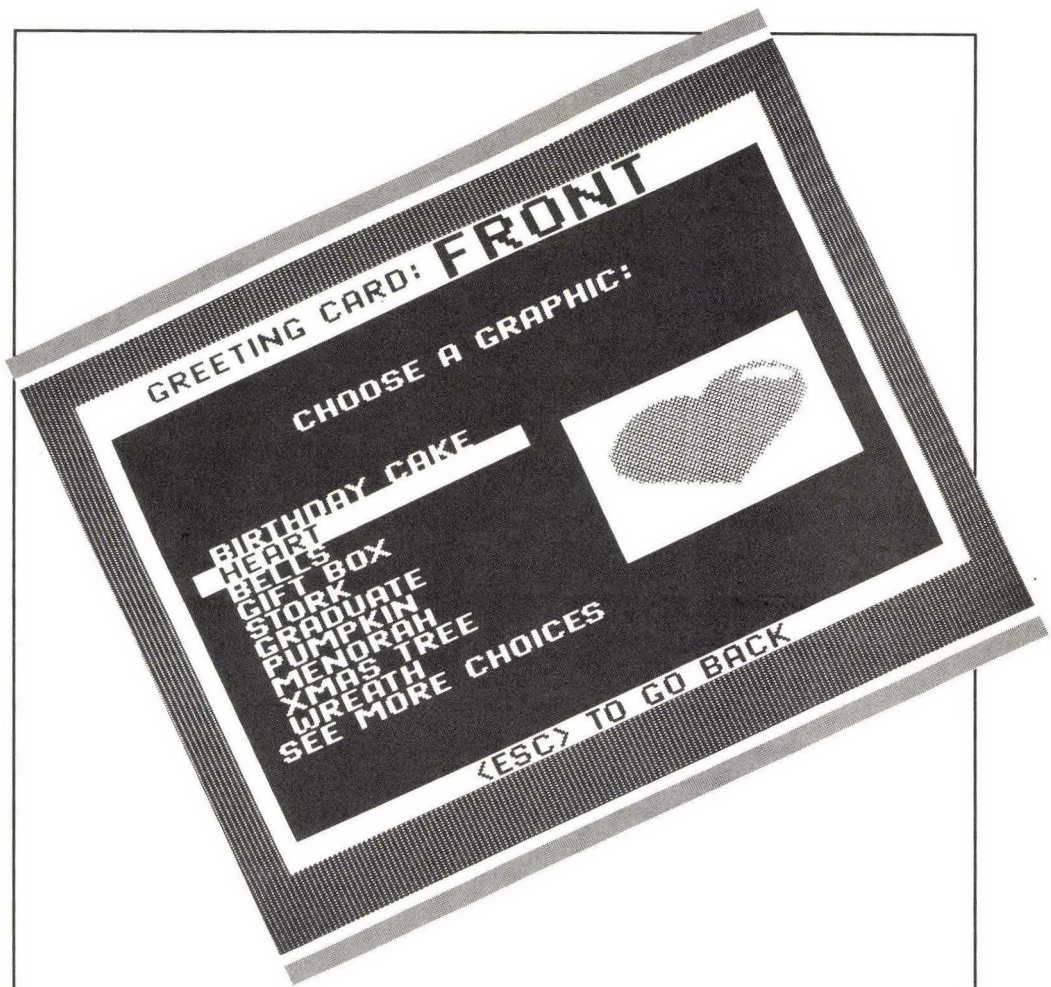 GREETING CARD: FRONT
CHOOSE A GRAPHIC:
BIRTHDAY CAKE
HEART
BELLS
GIFT BOX
STORK
GRADUATE
PUMPKIN
MENORAH
XMAS TREE
WREATH
SEE MORE CHOICES
<ESC> TO GO BACK